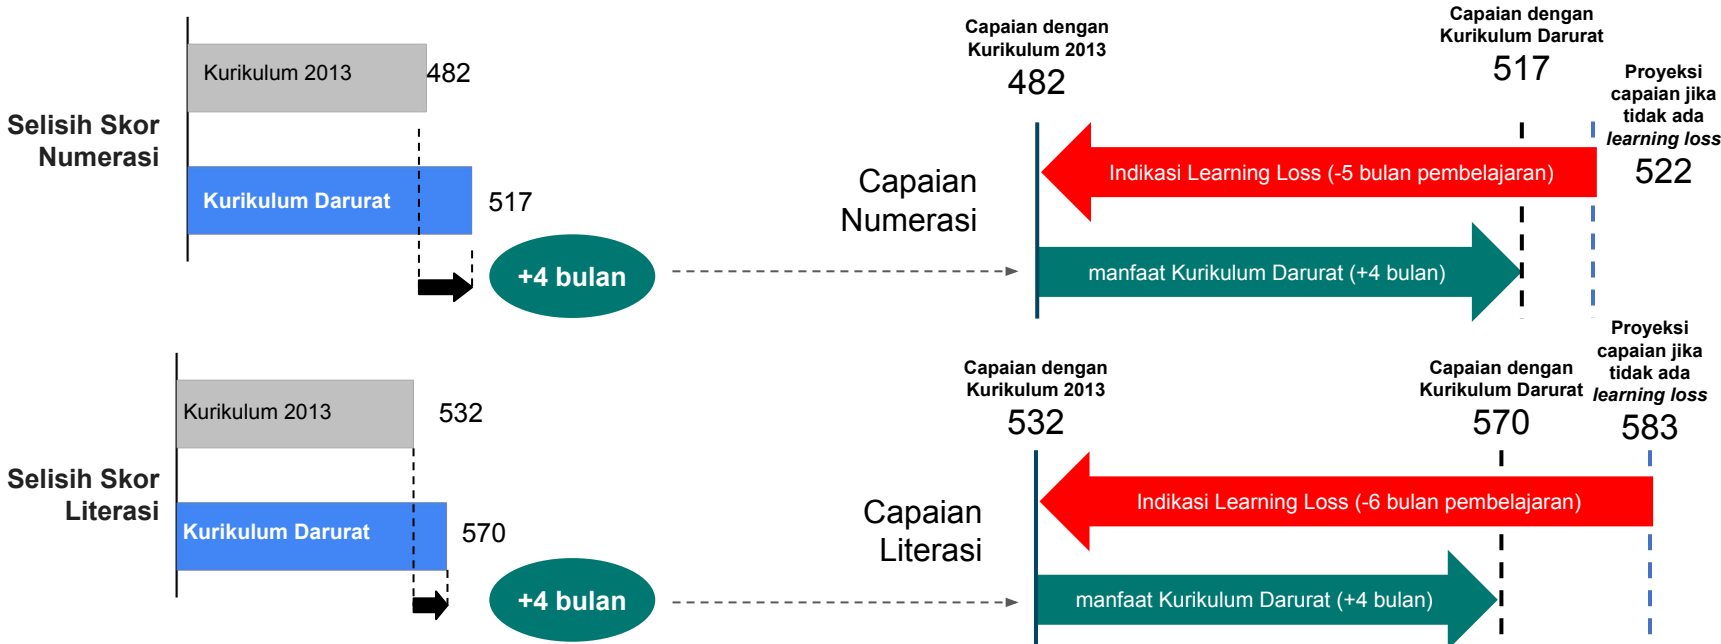 Selisih Skor
Numerasi
Kurikulum 2013
482
Kurikulum Darurat
517
+4 bulan
Capaian
Numerasi
Capaian dengan
Kurikulum 2013
482
Capaian dengan
Kurikulum Darurat
517
Proyeksi
capaian jika
tidak ada
learning loss
522
Indikasi Learning Loss (-5 bulan pembelajaran)
manfaat Kurikulum Darurat (+4 bulan)
Selisih Skor
Literasi
Kurikulum 2013
532
Kurikulum Darurat
570
+4 bulan
Capaian
Literasi
Capaian dengan
Kurikulum 2013
532
Capaian dengan
Kurikulum Darurat
570
Proyeksi
capaian jika
tidak ada
learning loss
583
Indikasi Learning Loss (-6 bulan pembelajaran)
manfaat Kurikulum Darurat (+4 bulan)